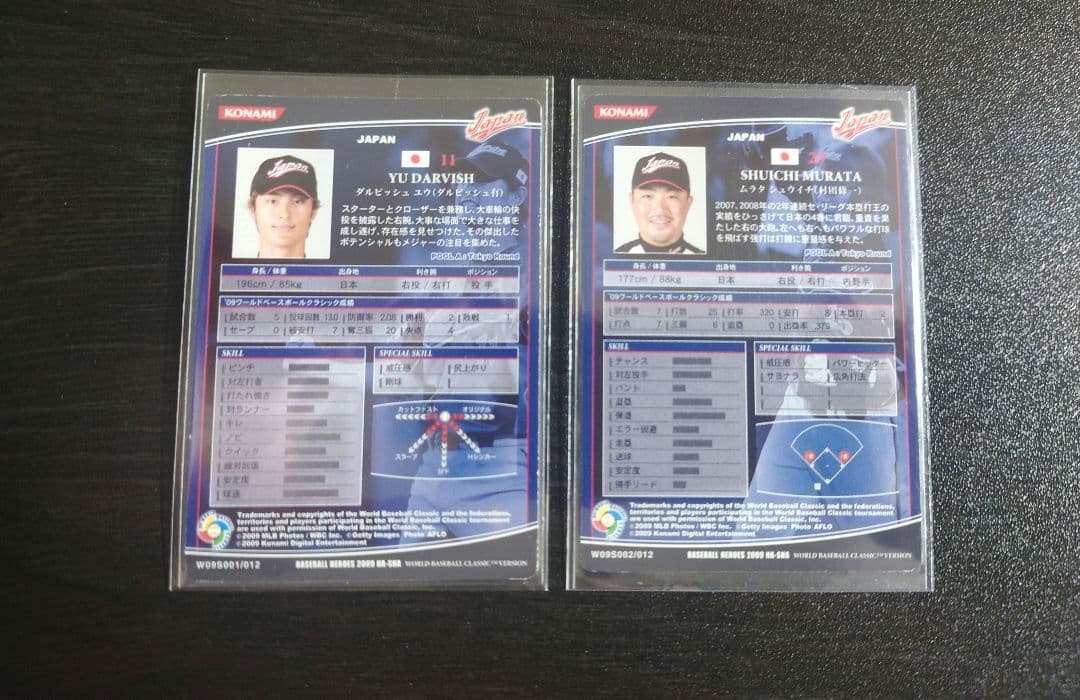 KONAMI
Japan
JAPAN
11
YU DARVISH
ダルビッシュ ユウ(ダルビッシュ有)
スターターとクローザーを兼務し、大車輪の快
投を披露した右腕。大事な場面で大きな仕事を
成し遂げ、存在感を見せつけた。その傑出した
ポテンシャルもメジャーの注目を集めた。
POOL A : Tokyo Round
身長 / 体重 出身地 利き腕 ポジション
196cm / 85kg 日本 右投 / 右打 投 手
'09ワールドベースボールクラシック成績
試合数 5 投球回数 13.0 防御率 2.08 勝利 2 敗戦 1
セーブ 0 被安打 7 奪三振 20 失点 4
SKILL
ピンチ
対左打者
打たれ強さ
対ランナー
キレ
ノビ
クイック
疲労回復
安定度
球速
SPECIAL SKILL
威圧感 尻上がり
剛球
カットファスト オリジナル
スラーブ Hシンカー
SFF
Trademarks and copyrights of the World Baseball Classic and the federations,
territories and players participating in the World Baseball Classic tournament
are used with permission of World Baseball Classic, Inc.
©2009 MLB Photos / WBC Inc. ©Getty Images Photo AFLO
©2009 Konami Digital Entertainment
W09S001/012 BASEBALL HEROES 2009 HA-SHA WORLD BASEBALL CLASSIC™ VERSION
KONAMI
Japan
JAPAN
SHUICHI MURATA
ムラタ シュウイチ(村田修一)
2007, 2008年の2年連続セ・リーグ本塁打王の
実績をひっさげて日本の4番に君臨、重責を果
たした右の大砲。左へも右へもパワフルな打球
を飛ばす強打は打線に重量感を与えた。
POOL A : Tokyo Round
身長 / 体重 出身地 利き腕 ポジション
177cm / 88kg 日本 右投 / 右打 内野手
'09ワールドベースボールクラシック成績
試合数 7 打数 25 打率 .320 安打 8 本塁打 2
打点 7 三振 6 盗塁 0 出塁率 .379
SKILL
チャンス
対左投手
バント
盗塁
弾道
エラー回避
走塁
送球
安定度
捕手リード
SPECIAL SKILL
威圧感 パワーヒッター
サヨナラ 広角打法
Trademarks and copyrights of the World Baseball Classic and the federations,
territories and players participating in the World Baseball Classic tournament
are used with permission of World Baseball Classic, Inc.
©2009 MLB Photos / WBC Inc. ©Getty Images Photo AFLO
©2009 Konami Digital Entertainment
W09S002/012 BASEBALL HEROES 2009 HA-SHA WORLD BASEBALL CLASSIC™ VERSION